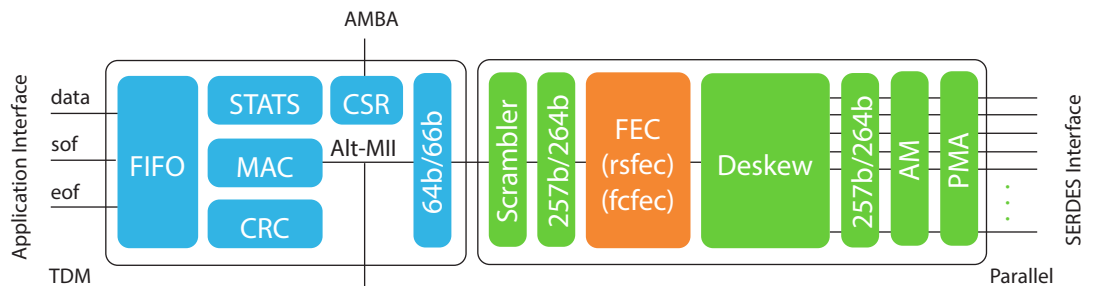 AMBA
Application Interface
data
sof
eof
TDM
FIFO
STATS
MAC
CRC
CSR
Alt-MII
64b/66b
Scrambler
257b/264b
FEC
(rsfec)
(fcfec)
Deskew
257b/264b
AM
PMA
SERDES Interface
Parallel